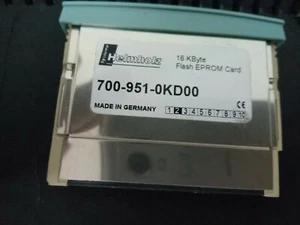 Helmholz
16 KByte
Flash EPROM Card
700-951-0KD00
MADE IN GERMANY
CE
1 2 3 4 5 6 7 8 9 10